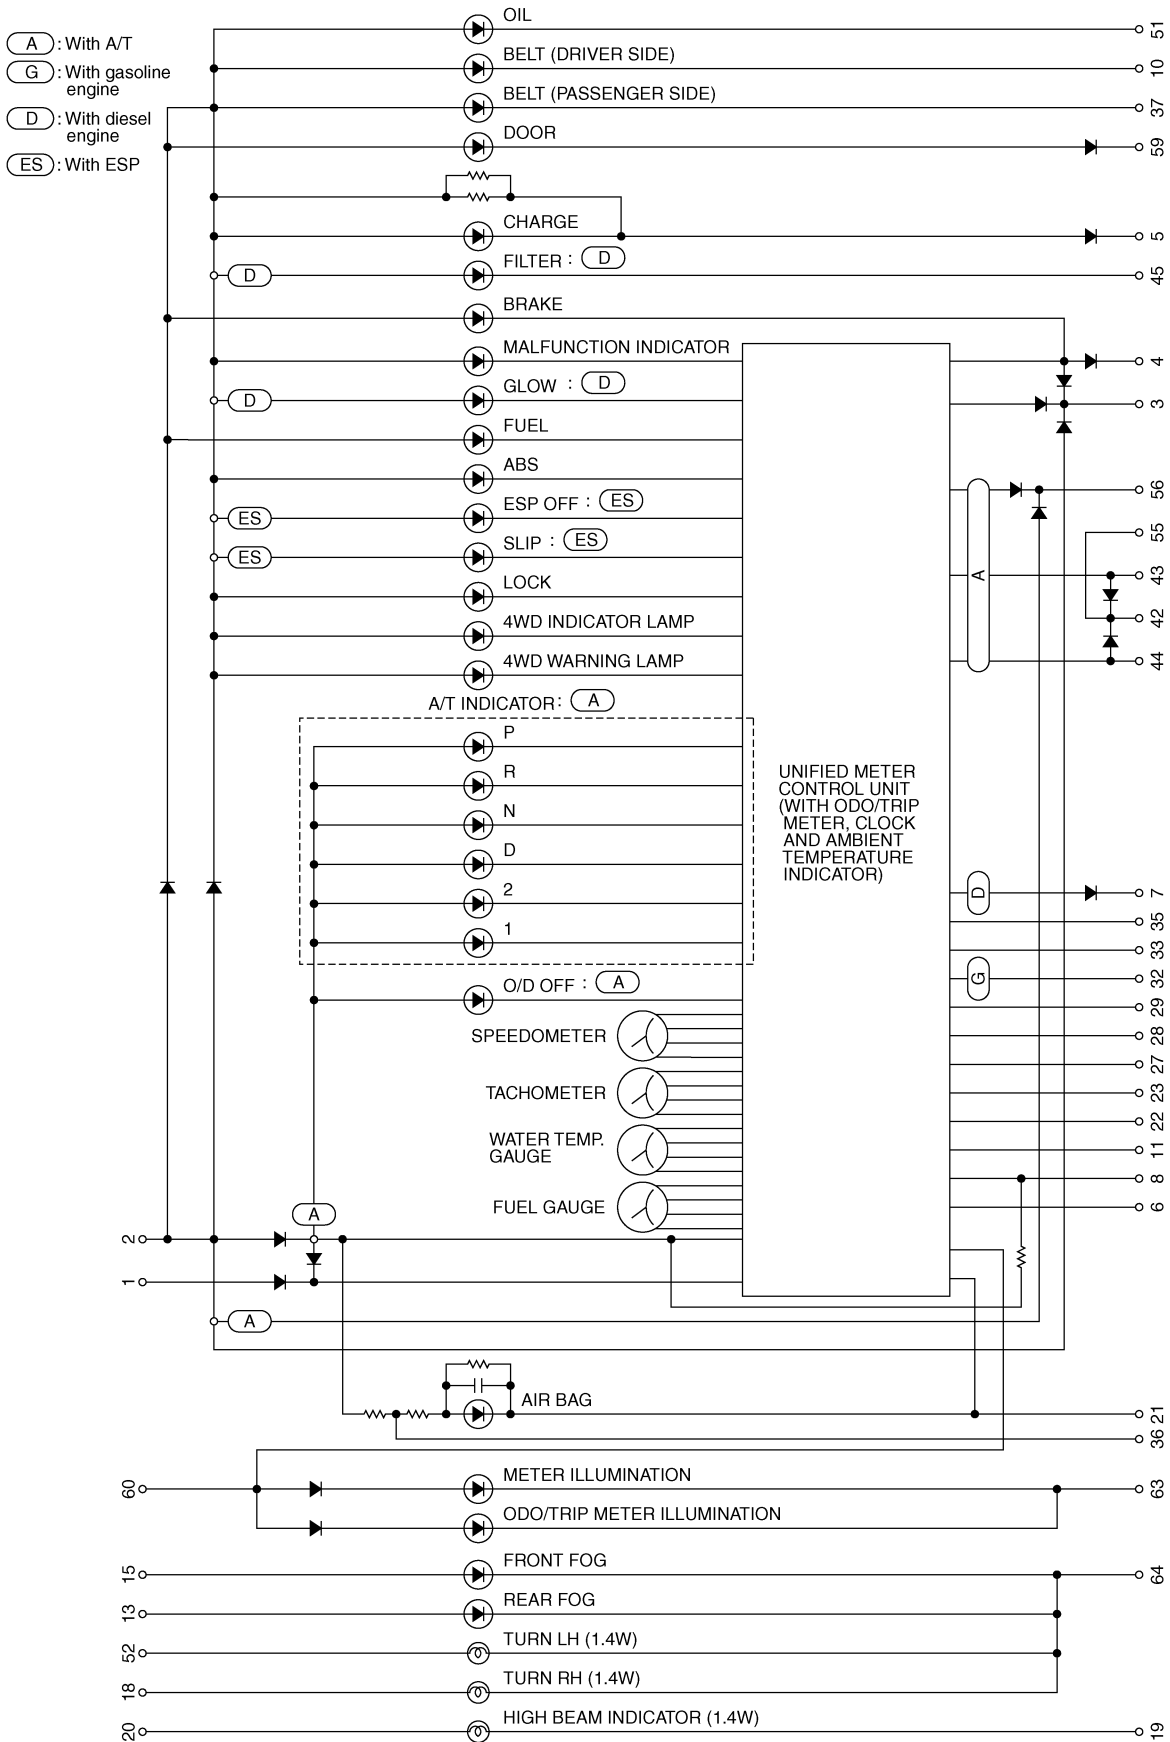 A : With A/T
G : With gasoline
engine
D : With diesel
engine
ES : With ESP
OIL
51
BELT (DRIVER SIDE)
10
BELT (PASSENGER SIDE)
37
DOOR
59
CHARGE
5
FILTER : D
D
45
BRAKE
MALFUNCTION INDICATOR
4
GLOW : D
D
3
FUEL
ABS
ESP OFF : ES
ES
SLIP : ES
ES
LOCK
4WD INDICATOR LAMP
4WD WARNING LAMP
56
55
A
43
42
44
A/T INDICATOR : A
P
R
N
D
2
1
UNIFIED METER
CONTROL UNIT
(WITH ODO/TRIP
METER, CLOCK
AND AMBIENT
TEMPERATURE
INDICATOR)
D
7
35
33
G
32
29
28
27
23
22
11
8
6
O/D OFF : A
SPEEDOMETER
TACHOMETER
WATER TEMP.
GAUGE
FUEL GAUGE
A
2
1
A
AIR BAG
21
36
60
METER ILLUMINATION
63
ODO/TRIP METER ILLUMINATION
15
FRONT FOG
64
13
REAR FOG
52
TURN LH (1.4W)
18
TURN RH (1.4W)
20
HIGH BEAM INDICATOR (1.4W)
19